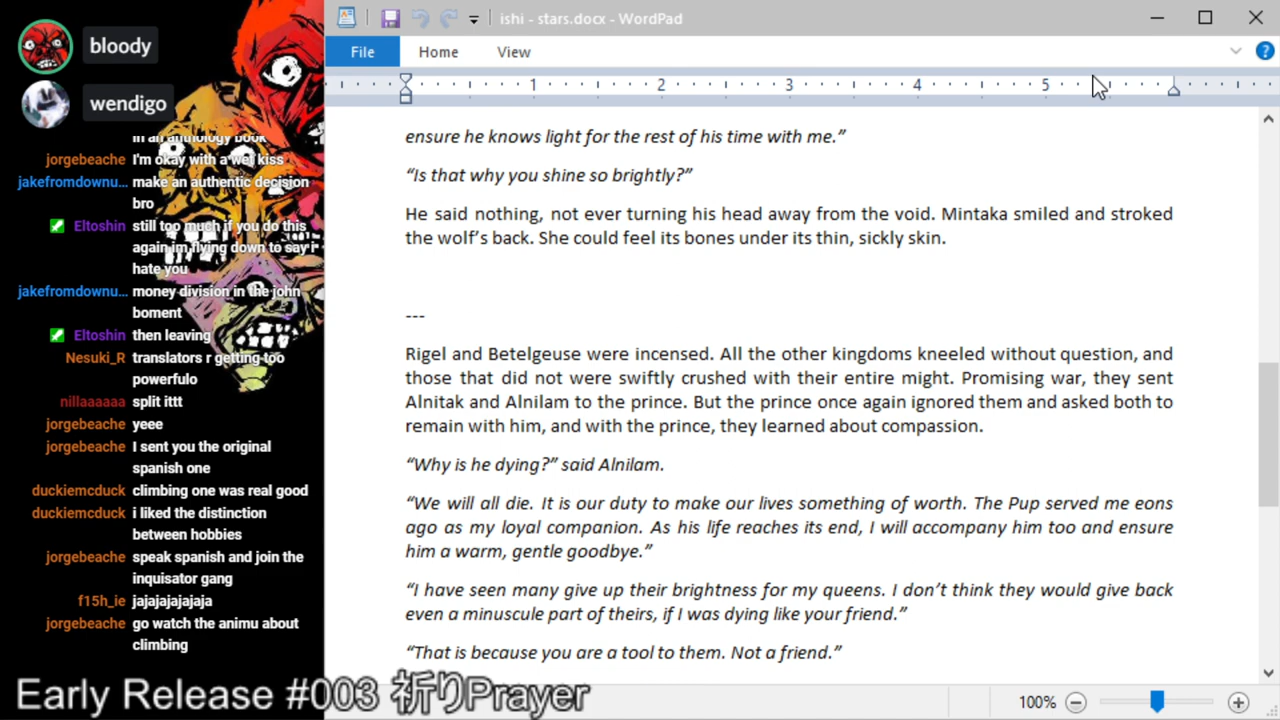 bloody
wendigo
in an anthology book
jorgebeache I'm okay with a wet kiss
jakefromdownu... make an authentic decision
bro
Eltoshin still too much if you do this
again im flying down to say i
hate you
jakefromdownu... money division in the john
boment
Eltoshin then leaving
Nesuki_R translators r getting too
powerfulo
nillaaaaaa split ittt
jorgebeache yeee
jorgebeache I sent you the original
spanish one
duckiemcduck climbing one was real good
duckiemcduck i liked the distinction
between hobbies
jorgebeache speak spanish and join the
inquisator gang
f15h_ie jajajajajajaja
jorgebeache go watch the animu about
climbing
ishi - stars.docx - WordPad
File Home View
1 2 3 4 5
ensure he knows light for the rest of his time with me.”
“Is that why you shine so brightly?”
He said nothing, not ever turning his head away from the void. Mintaka smiled and stroked
the wolf’s back. She could feel its bones under its thin, sickly skin.
---
Rigel and Betelgeuse were incensed. All the other kingdoms kneeled without question, and
those that did not were swiftly crushed with their entire might. Promising war, they sent
Alnitak and Alnilam to the prince. But the prince once again ignored them and asked both to
remain with him, and with the prince, they learned about compassion.
“Why is he dying?” said Alnilam.
“We will all die. It is our duty to make our lives something of worth. The Pup served me eons
ago as my loyal companion. As his life reaches its end, I will accompany him too and ensure
him a warm, gentle goodbye.”
“I have seen many give up their brightness for my queens. I don’t think they would give back
even a minuscule part of theirs, if I was dying like your friend.”
“That is because you are a tool to them. Not a friend.”
100%
Early Release #003 祈りPrayer